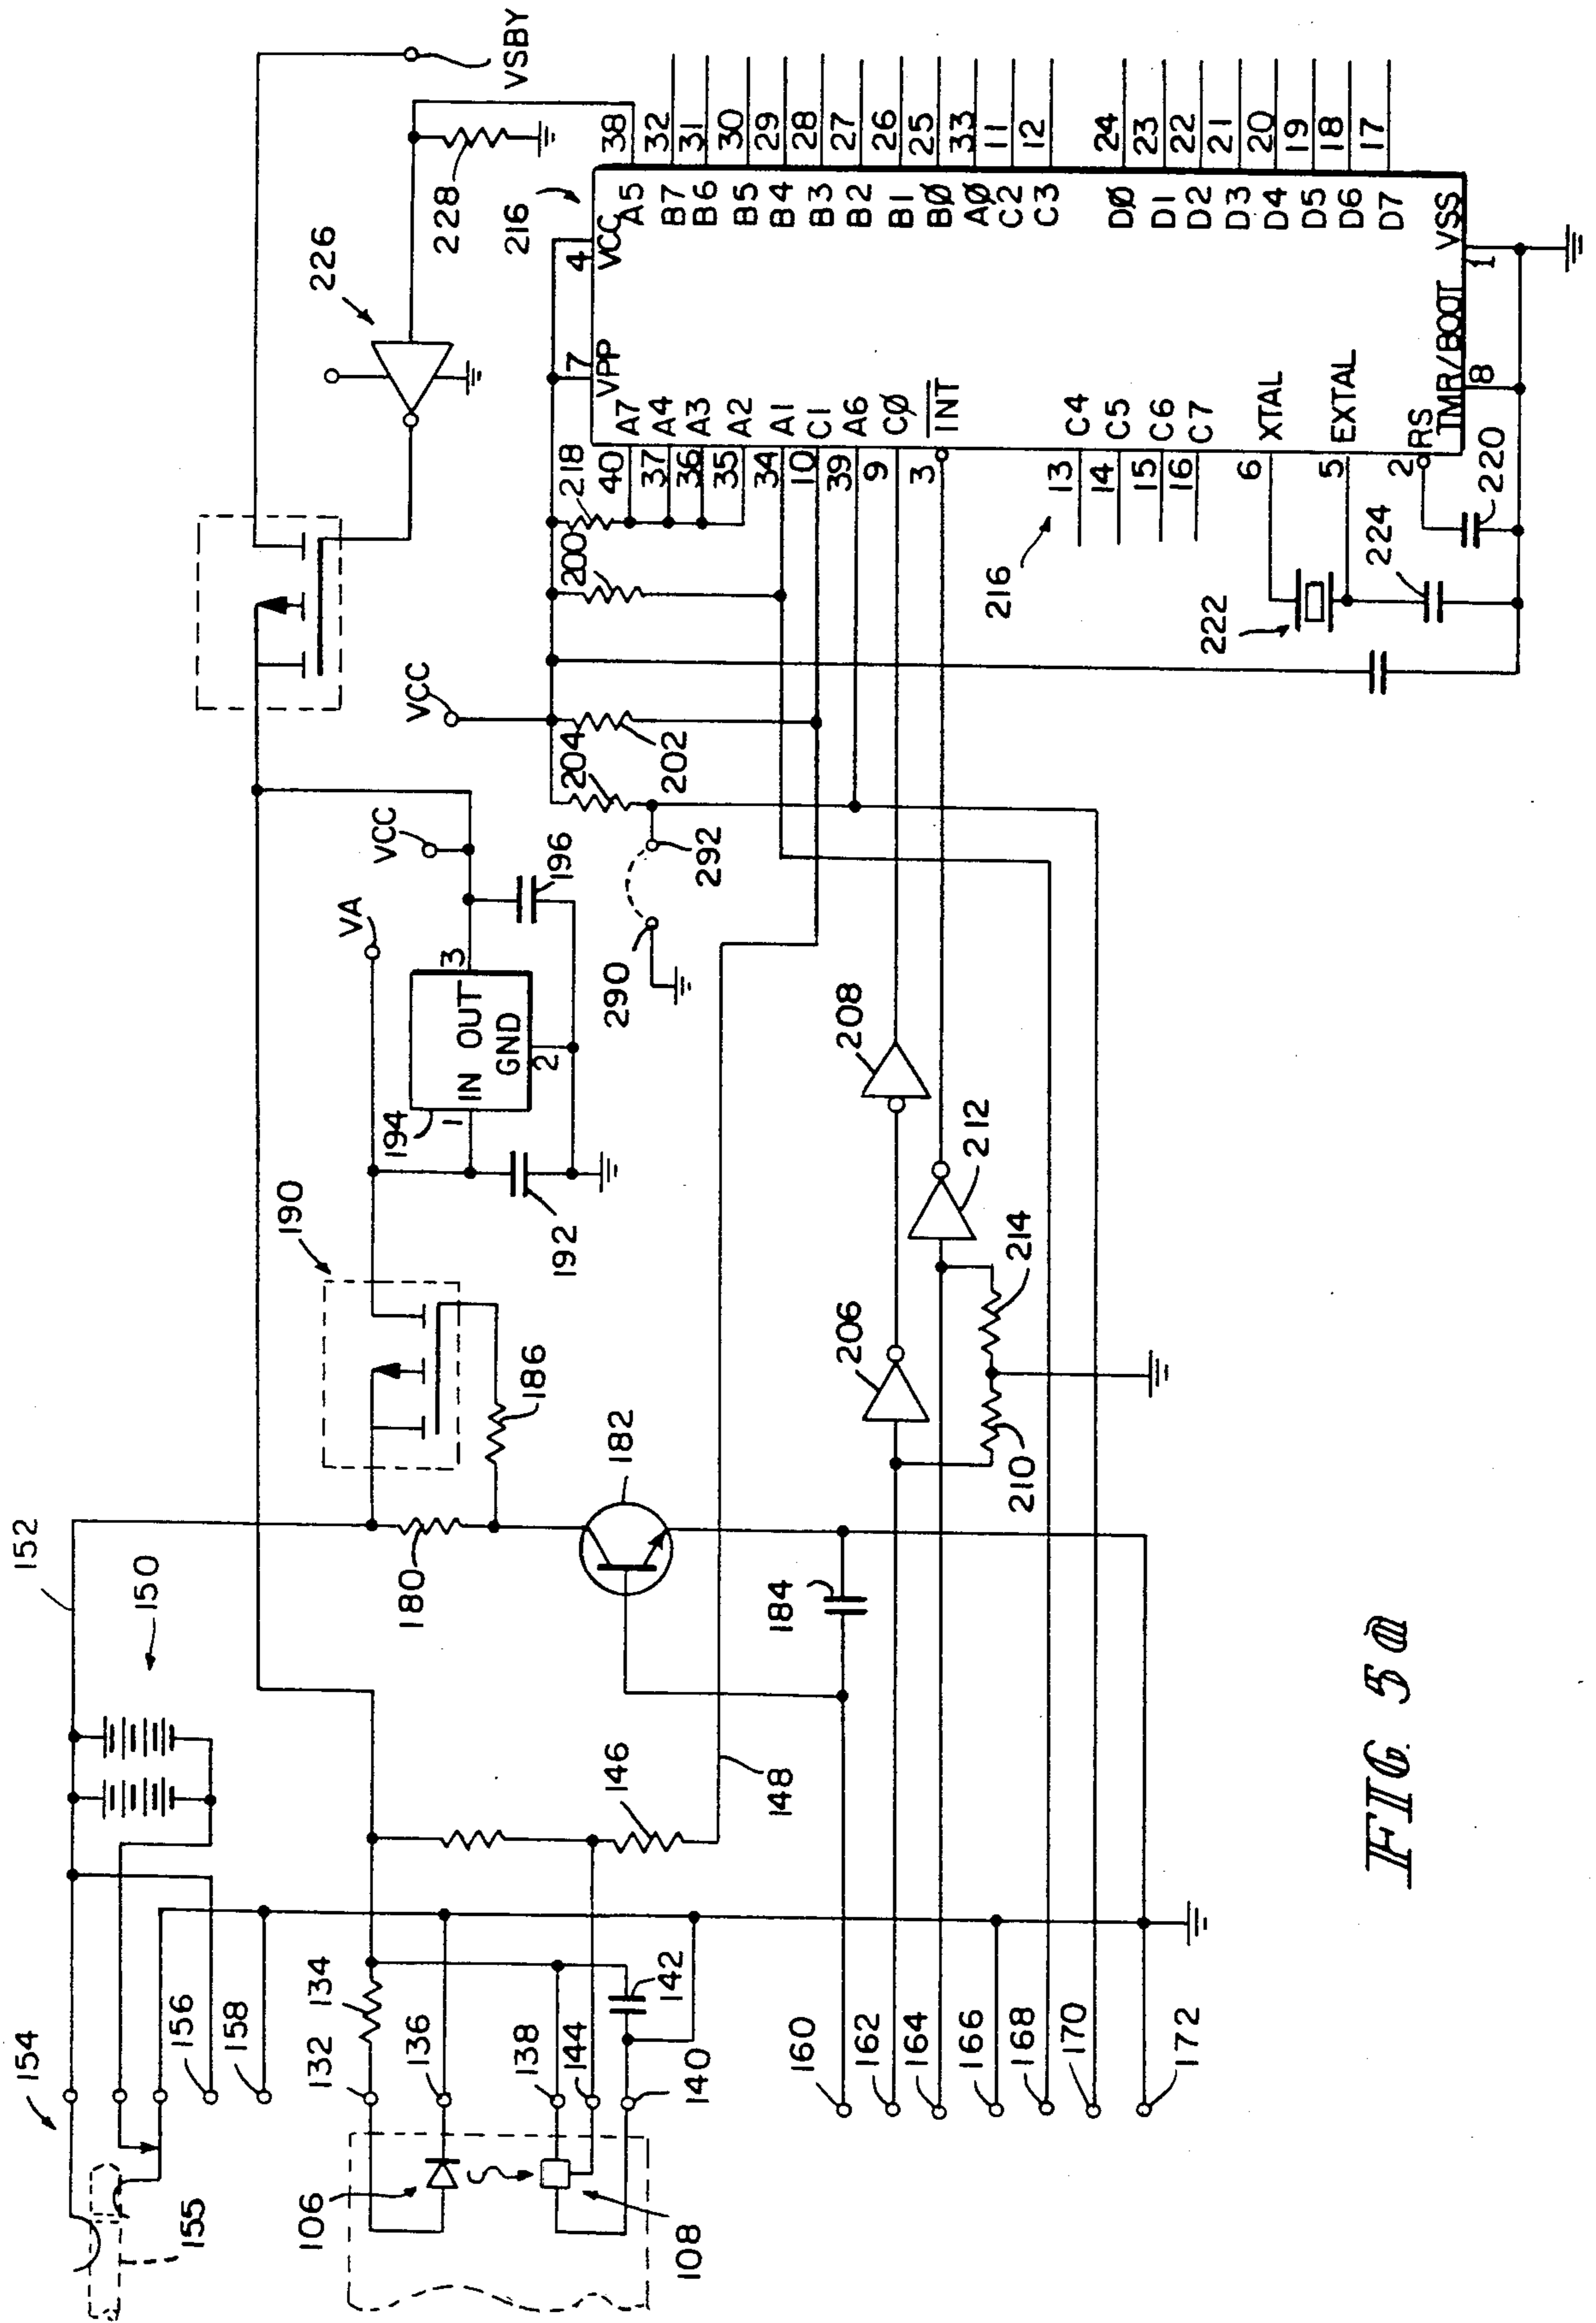 154
155
156
158
152
150
VSBY
226
228
190
VA
VCC
VCC
194
1
IN OUT
3
GND
2
192
196
180
186
182
184
290
292
204
202
200
218
216
7
VPP
4
VCC
40 A7
37 A4
36 A3
35 A2
34 A1
10 C1
39 A6
9 CØ
3 INT
13 C4
14 C5
15 C6
16 C7
6 XTAL
5 EXTAL
2 RS
TMR/BOOT
8
VSS
1
A5 38
B7 32
B6 31
B5 30
B4 29
B3 28
B2 27
B1 26
BØ 25
AØ 33
C2 11
C3 12
DØ 24
D1 23
D2 22
D3 21
D4 20
D5 19
D6 18
D7 17
216
222
224
220
132
134
136
138
144
140
142
146
148
106
108
160
162
164
166
168
170
172
206
208
210
212
214
FIG. 5a